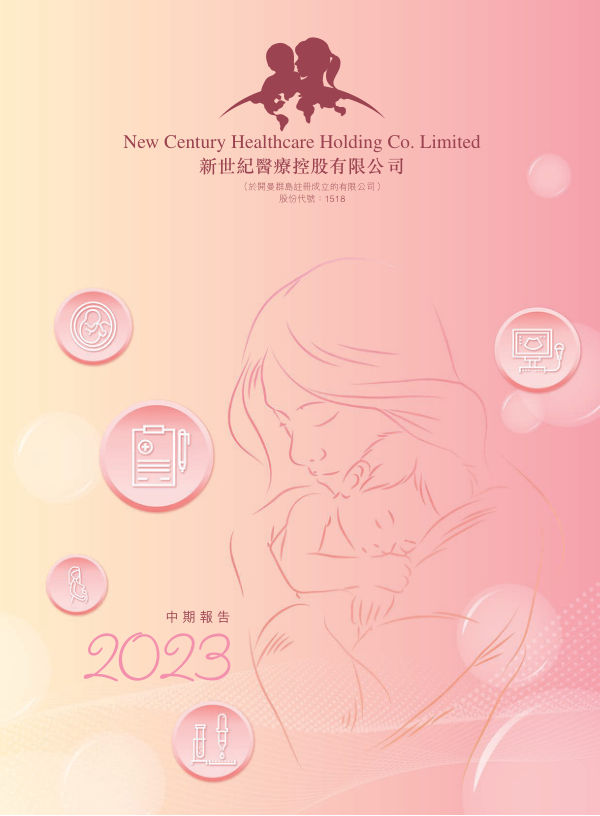 New Century Healthcare Holding Co. Limited
新世紀醫療控股有限公司
（於開曼群島註冊成立的有限公司）
股份代號：1518
中期報告
2023